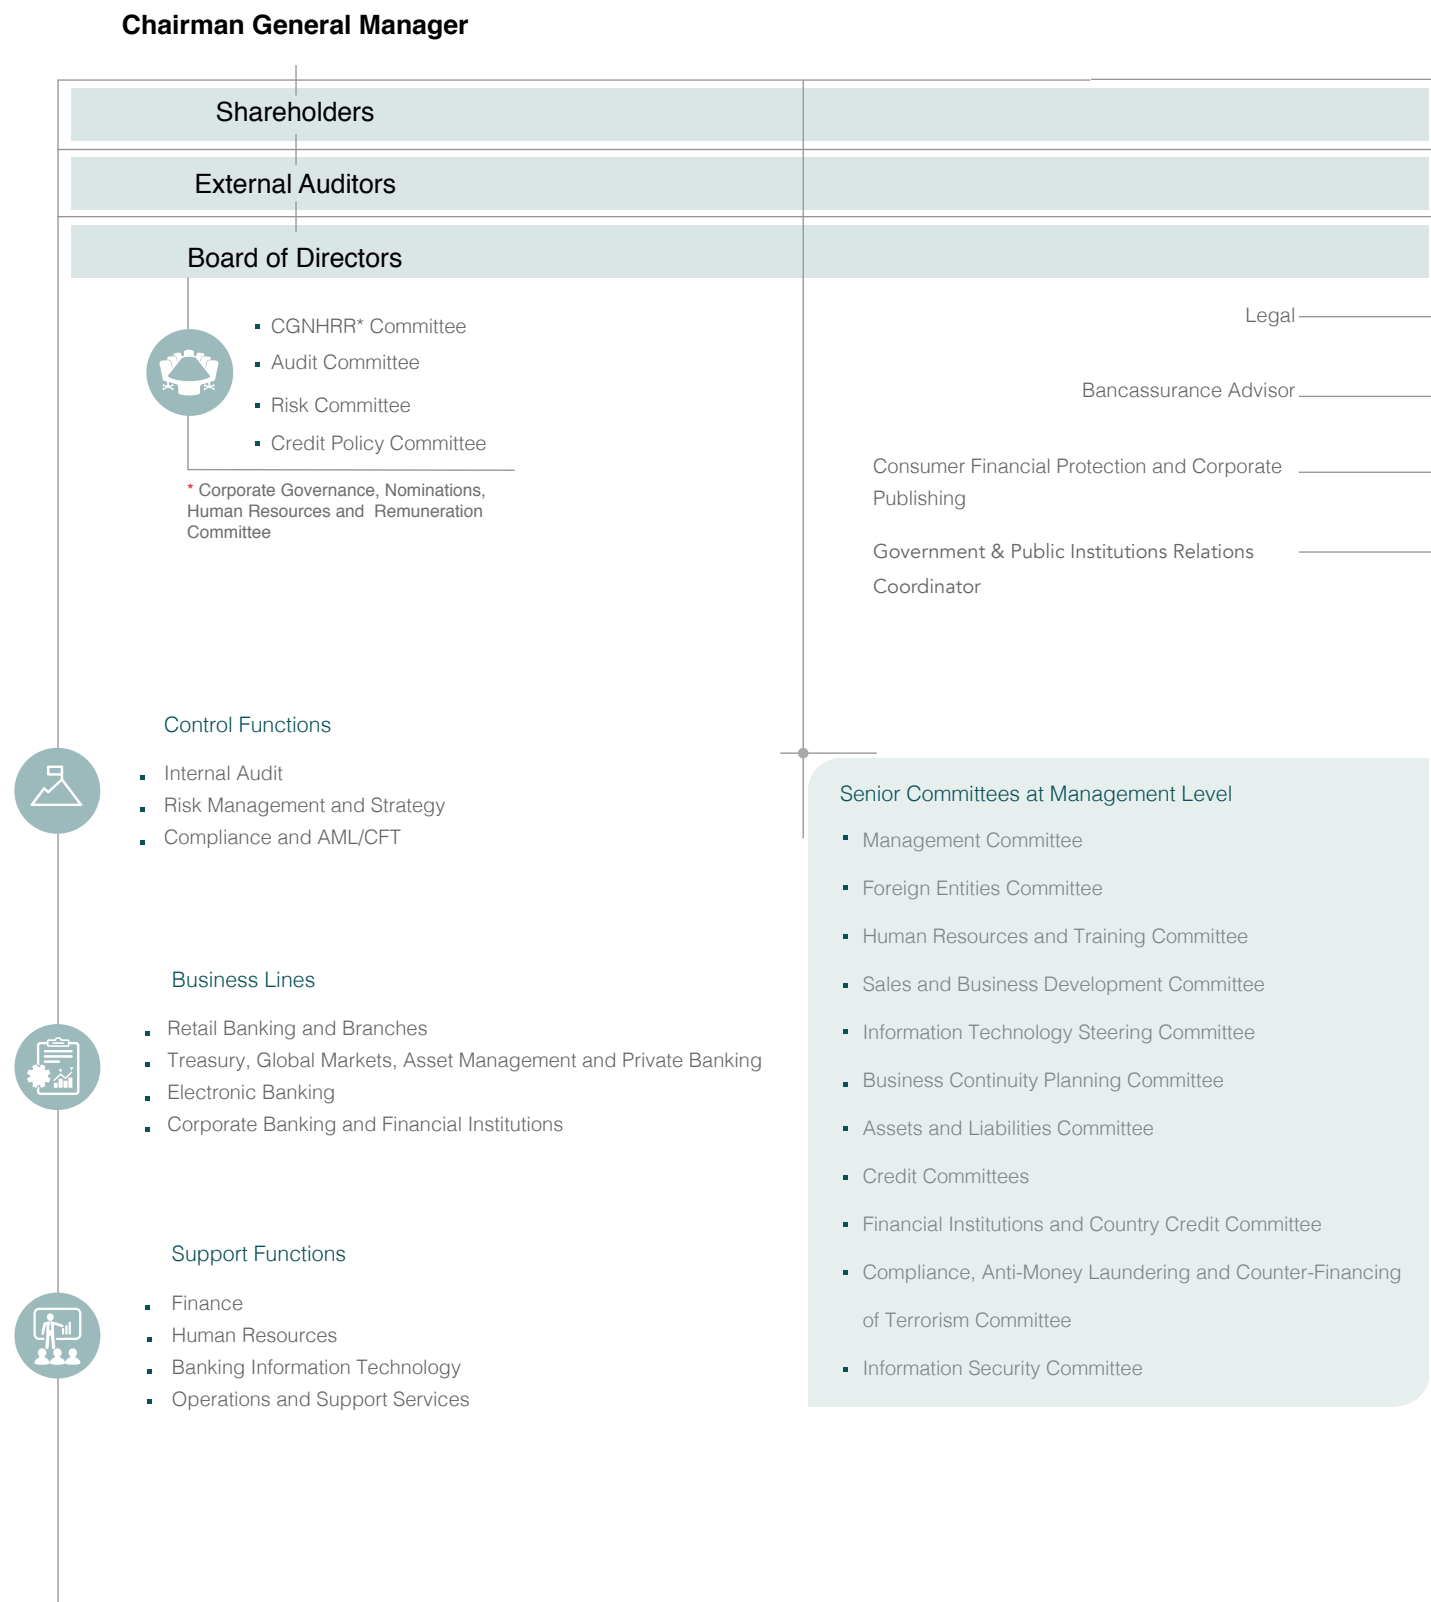 Chairman General Manager
Shareholders
External Auditors
Board of Directors
CGNHRR* Committee
Audit Committee
Risk Committee
Credit Policy Committee
* Corporate Governance, Nominations,
Human Resources and Remuneration
Committee
Legal
Bancassurance Advisor
Consumer Financial Protection and Corporate
Publishing
Government & Public Institutions Relations
Coordinator
Control Functions
Internal Audit
Risk Management and Strategy
Compliance and AML/CFT
Business Lines
Retail Banking and Branches
Treasury, Global Markets, Asset Management and Private Banking
Electronic Banking
Corporate Banking and Financial Institutions
Support Functions
Finance
Human Resources
Banking Information Technology
Operations and Support Services
Senior Committees at Management Level
Management Committee
Foreign Entities Committee
Human Resources and Training Committee
Sales and Business Development Committee
Information Technology Steering Committee
Business Continuity Planning Committee
Assets and Liabilities Committee
Credit Committees
Financial Institutions and Country Credit Committee
Compliance, Anti-Money Laundering and Counter-Financing
of Terrorism Committee
Information Security Committee